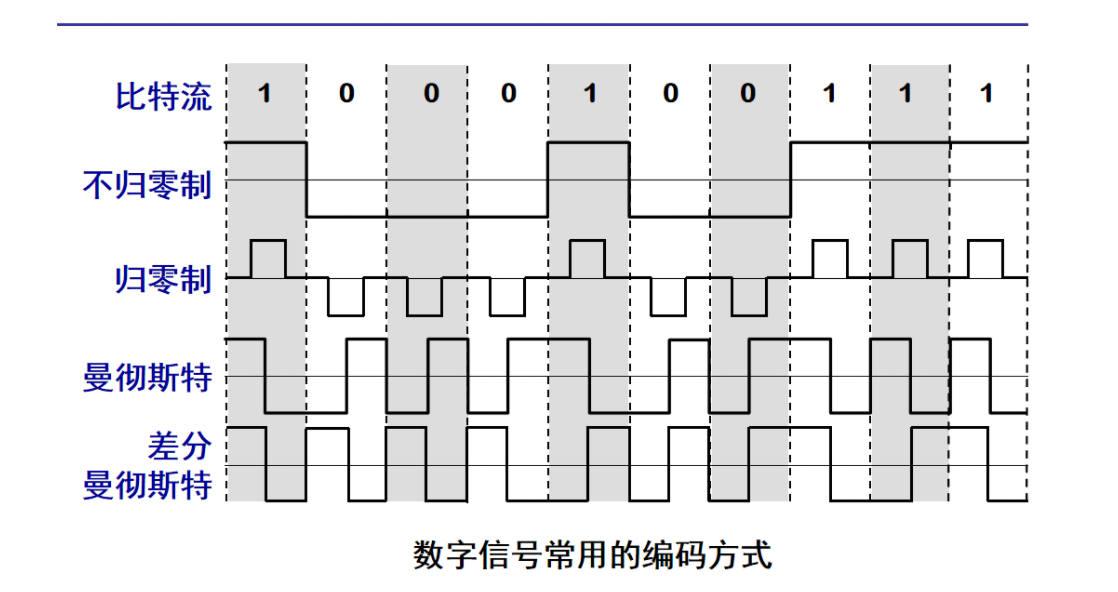 比特流 1 0 0 0 1 0 0 1 1 1
不归零制
归零制
曼彻斯特
差分
曼彻斯特
数字信号常用的编码方式